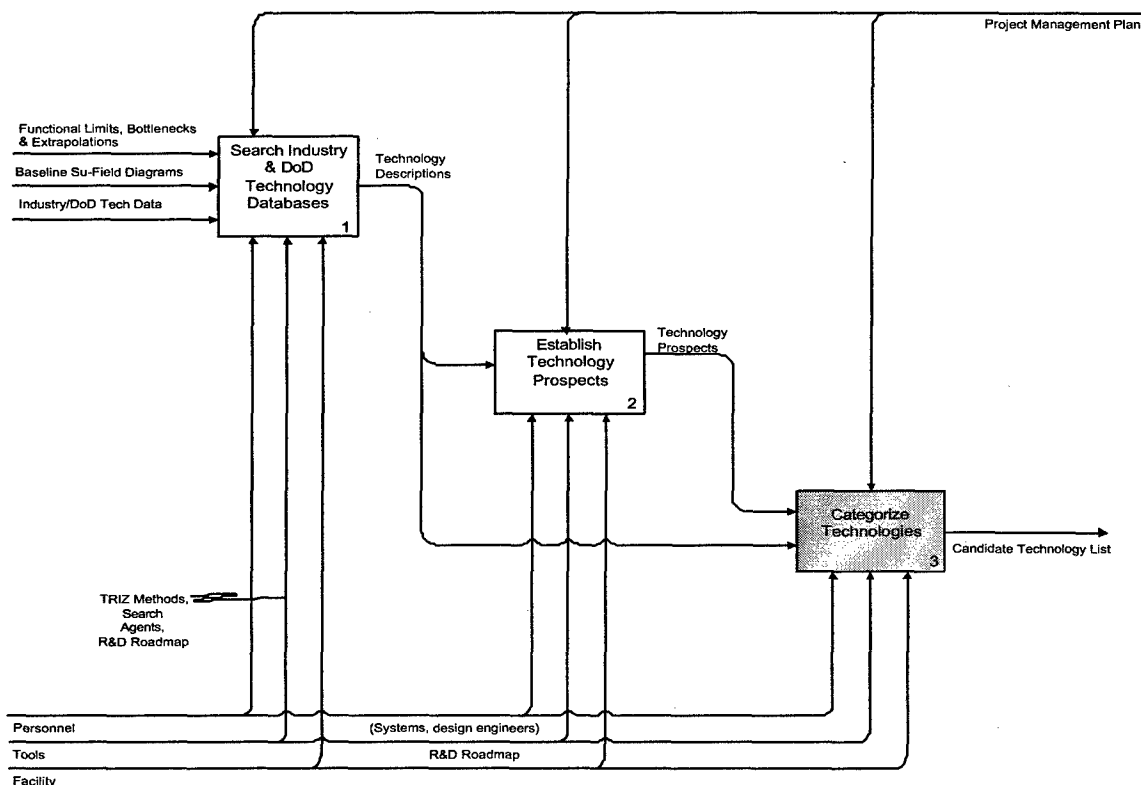 Project Management Plan
Functional Limits, Bottlenecks
& Extrapolations
Baseline Su-Field Diagrams
Industry/DoD Tech Data
Search Industry
& DoD
Technology
Databases
1
Technology
Descriptions
Establish
Technology
Prospects
2
Technology
Prospects
Categorize
Technologies
3
Candidate Technology List
TRIZ Methods,
Search
Agents,
R&D Roadmap
Personnel
(Systems, design engineers)
Tools
R&D Roadmap
Facility